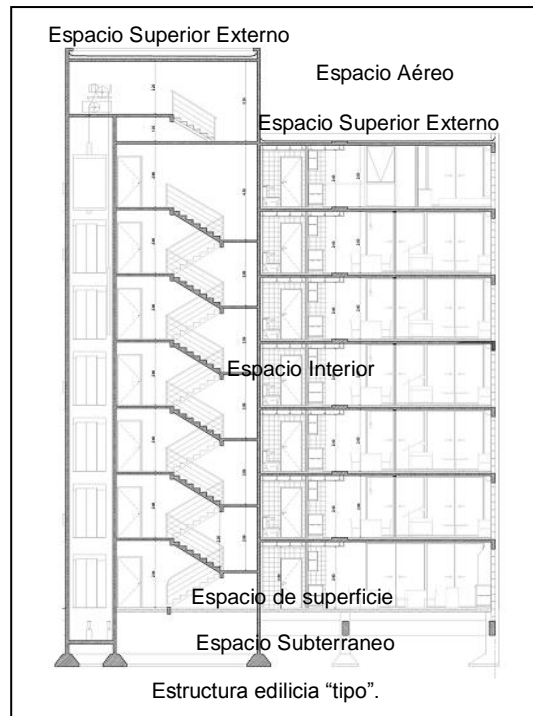 Espacio Superior Externo
Espacio Aéreo
Espacio Superior Externo
Espacio Interior
Espacio de superficie
Espacio Subterraneo
Estructura edilicia “tipo”.